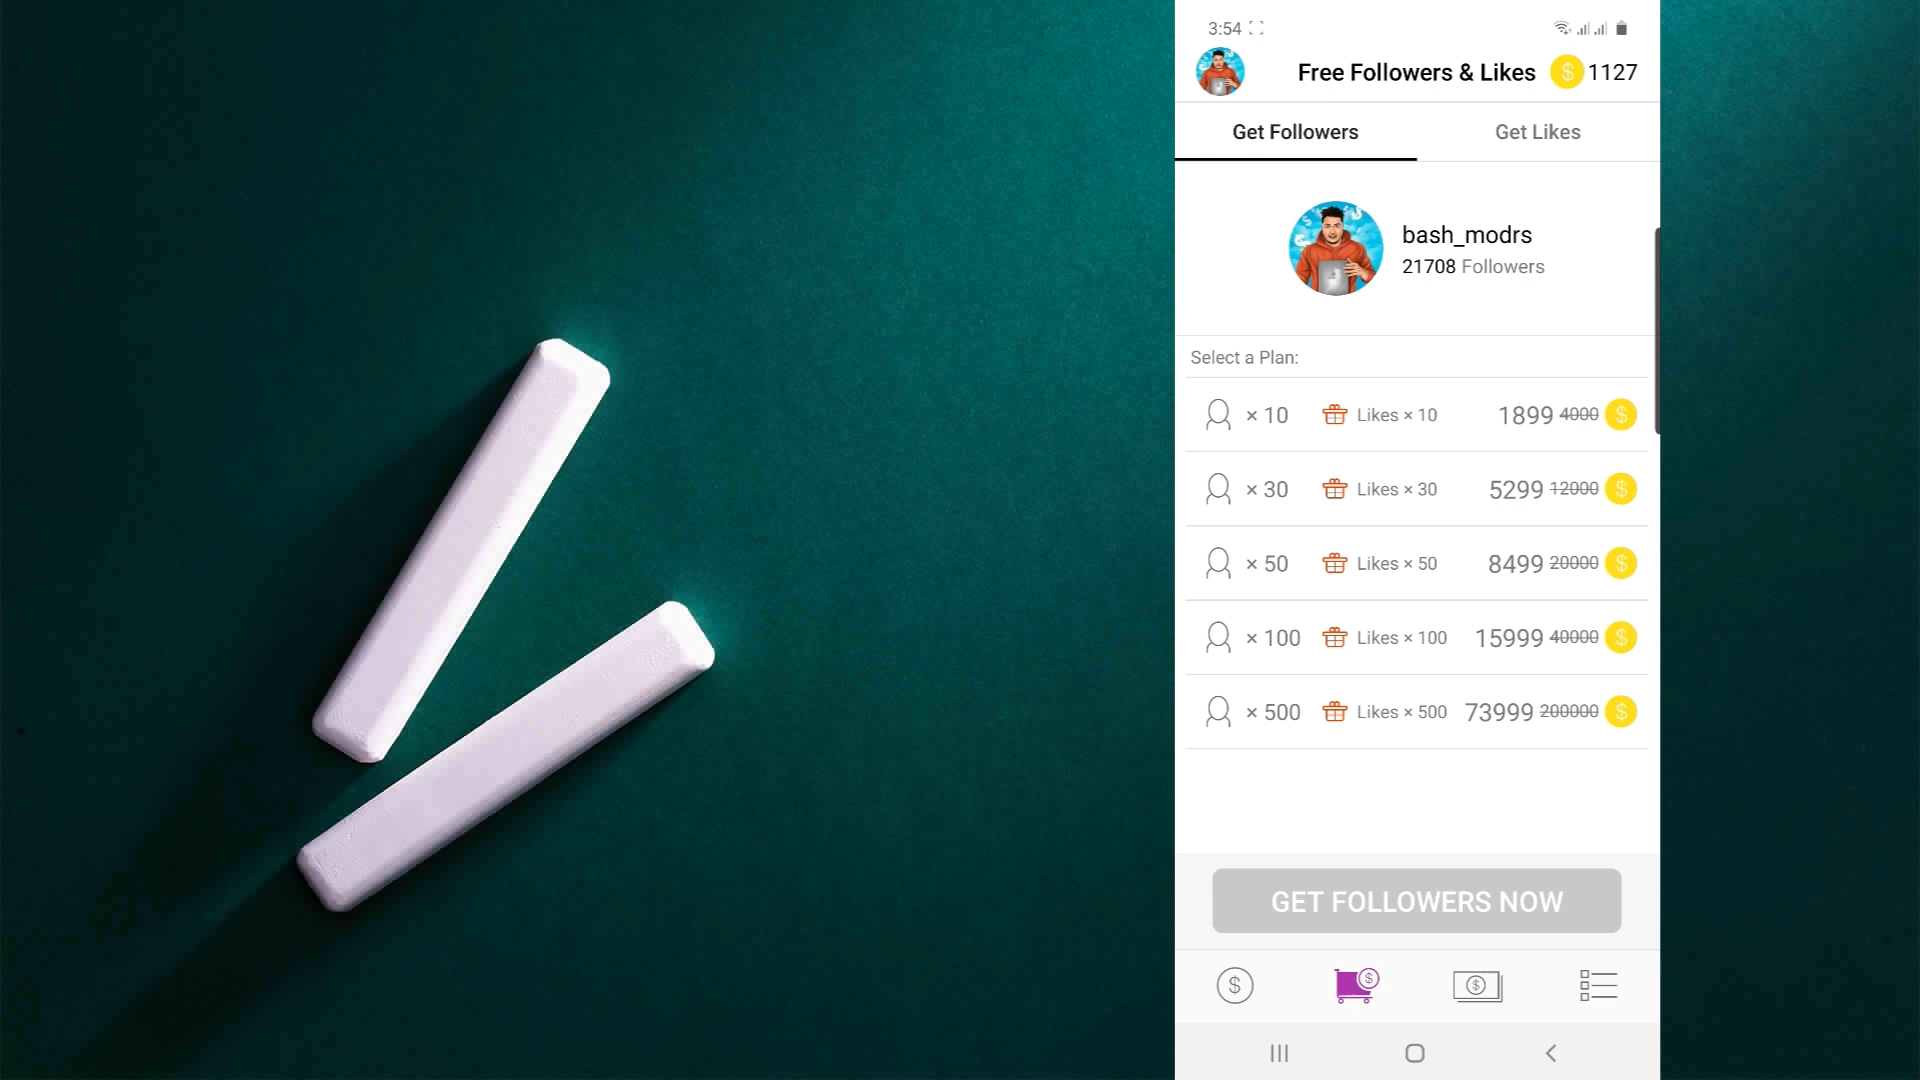 3:54
Free Followers & Likes $ 1127
Get Followers Get Likes
bash_modrs
21708 Followers
Select a Plan:
× 10 Likes × 10 1899 4000 $
× 30 Likes × 30 5299 12000 $
× 50 Likes × 50 8499 20000 $
× 100 Likes × 100 15999 40000 $
× 500 Likes × 500 73999 200000 $
GET FOLLOWERS NOW